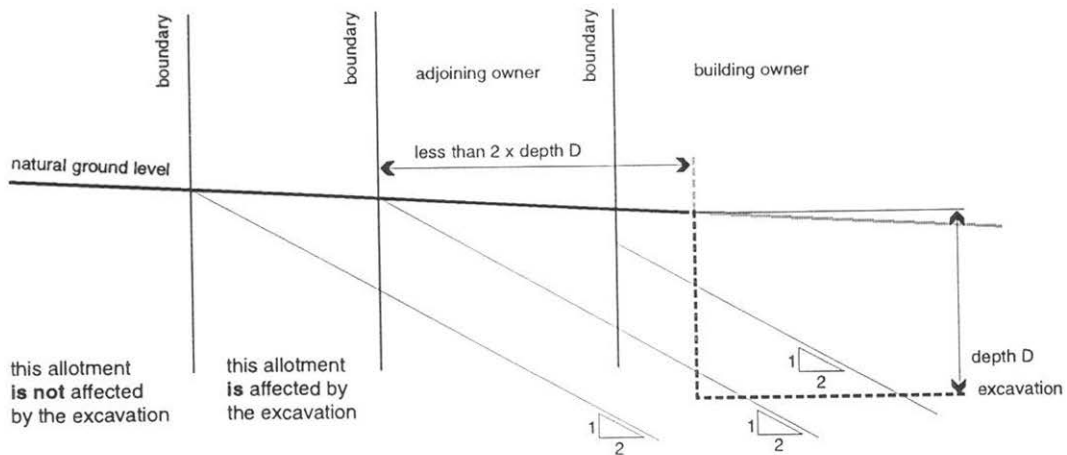 boundary
boundary
boundary
adjoining owner
building owner
natural ground level
less than 2 x depth D
this allotment
is not affected
by the excavation
this allotment
is affected by
the excavation
depth D
excavation
1
2
1
2
1
2